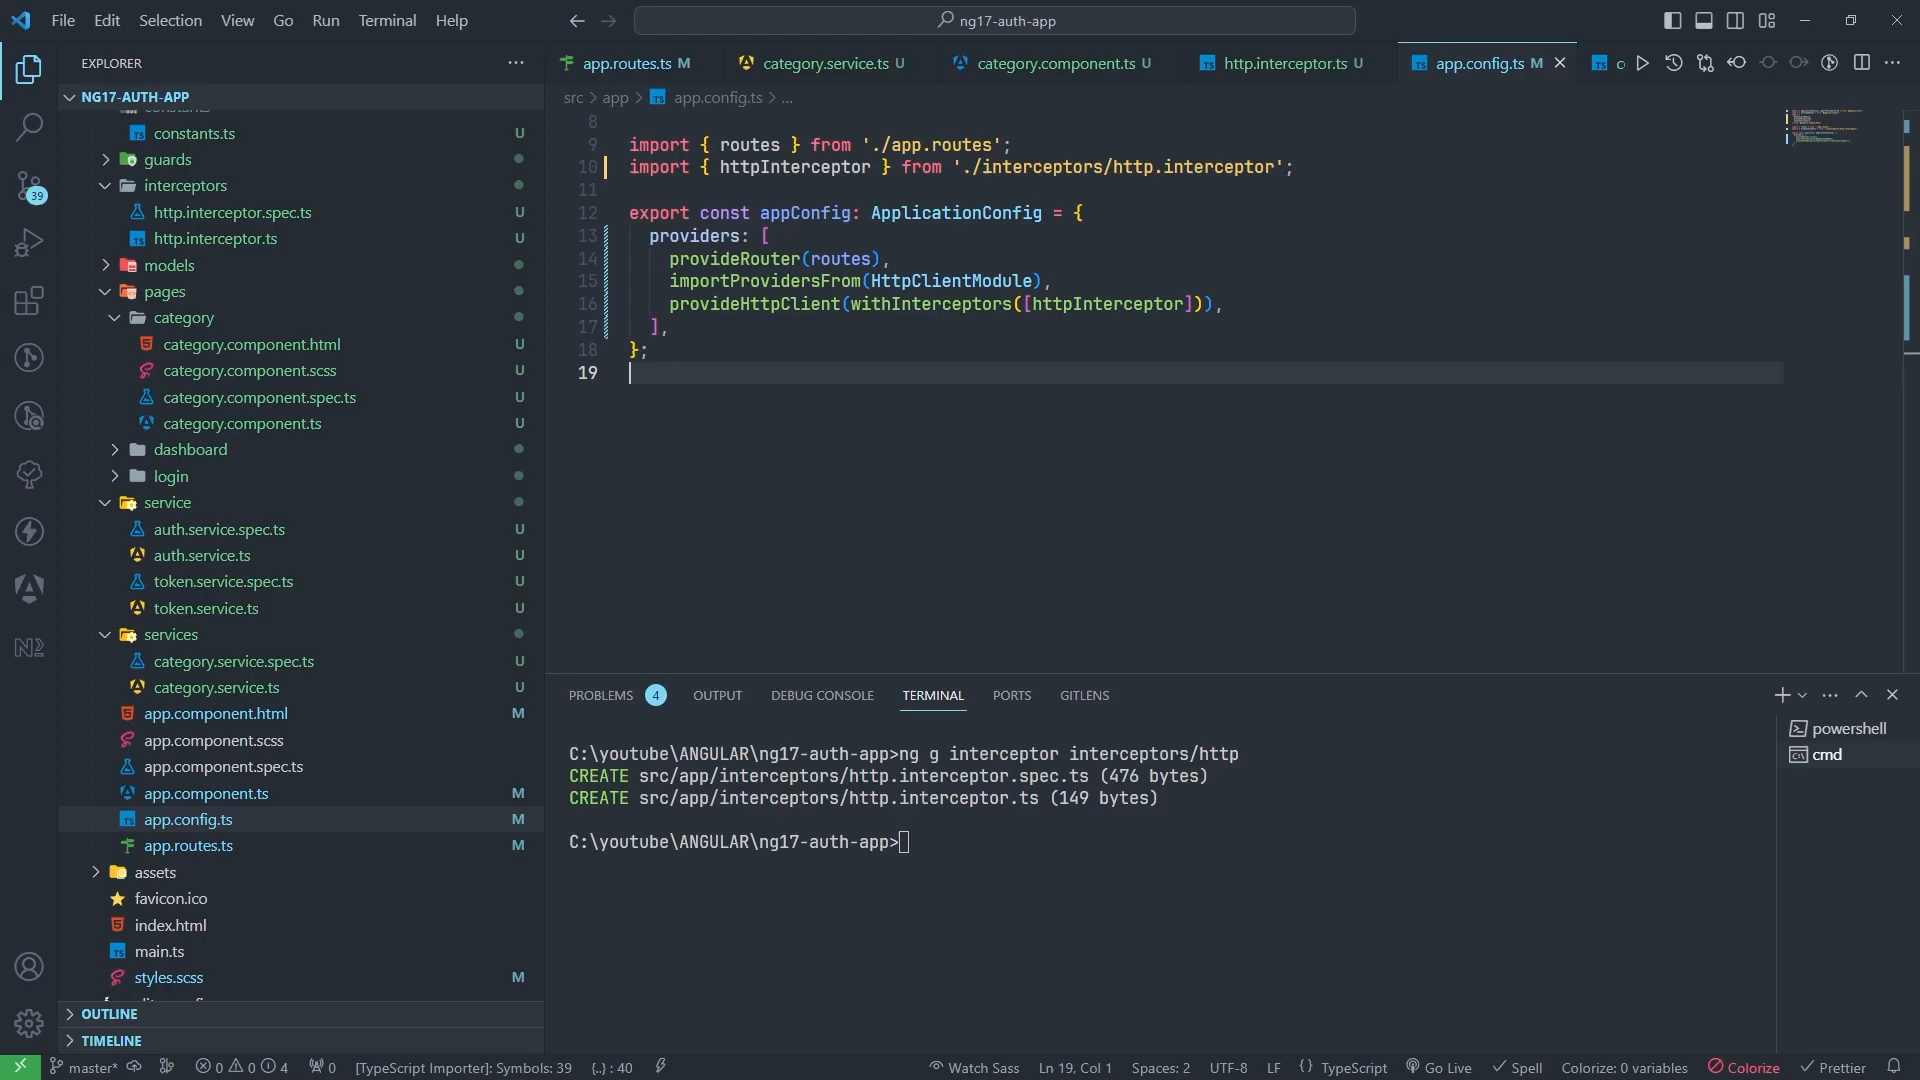 File Edit Selection View Go Run Terminal Help
ng17-auth-app
EXPLORER
NG17-AUTH-APP
constants
constants.ts U
guards
interceptors
http.interceptor.spec.ts U
http.interceptor.ts U
models
pages
category
category.component.html U
category.component.scss U
category.component.spec.ts U
category.component.ts U
dashboard
login
service
auth.service.spec.ts U
auth.service.ts U
token.service.spec.ts U
token.service.ts U
services
category.service.spec.ts U
category.service.ts U
app.component.html M
app.component.scss
app.component.spec.ts
app.component.ts M
app.config.ts M
app.routes.ts M
assets
favicon.ico
index.html
main.ts
styles.scss M
OUTLINE
TIMELINE
39
app.routes.ts M category.service.ts U category.component.ts U http.interceptor.ts U app.config.ts M
src > app > TS app.config.ts > ...
8
9 import { routes } from './app.routes';
10 import { httpInterceptor } from './interceptors/http.interceptor';
11
12 export const appConfig: ApplicationConfig = {
13 providers: [
14 provideRouter(routes),
15 importProvidersFrom(HttpClientModule),
16 provideHttpClient(withInterceptors([httpInterceptor])),
17 ],
18 };
19
PROBLEMS 4 OUTPUT DEBUG CONSOLE TERMINAL PORTS GITLENS
C:\youtube\ANGULAR\ng17-auth-app>ng g interceptor interceptors/http
CREATE src/app/interceptors/http.interceptor.spec.ts (476 bytes)
CREATE src/app/interceptors/http.interceptor.ts (149 bytes)
C:\youtube\ANGULAR\ng17-auth-app>
powershell
cmd
master* 0 0 4 0 [TypeScript Importer]: Symbols: 39 {..} : 40 Watch Sass Ln 19, Col 1 Spaces: 2 UTF-8 LF { } TypeScript Go Live Spell Colorize: 0 variables Colorize Prettier